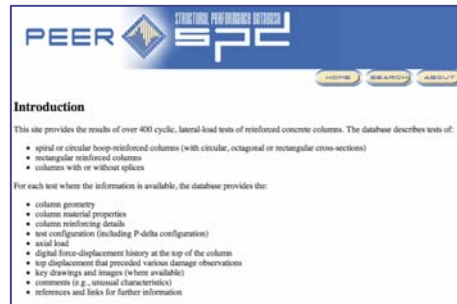 PEER
STRUCTURAL PERFORMANCE DATABASE
spd
HOME SEARCH ABOUT
Introduction
This site provides the results of over 400 cyclic, lateral-load tests of reinforced concrete columns. The database describes tests of:
• spiral or circular hoop-reinforced columns (with circular, octagonal or rectangular cross-sections)
• rectangular reinforced columns
• columns with or without splices
For each test where the information is available, the database provides the:
• column geometry
• column material properties
• column reinforcing details
• test configuration (including P-delta configuration)
• axial load
• digital force-displacement history at the top of the column
• top displacement that preceded various damage observations
• key drawings and images (where available)
• comments (e.g., unusual characteristics)
• references and links for further information